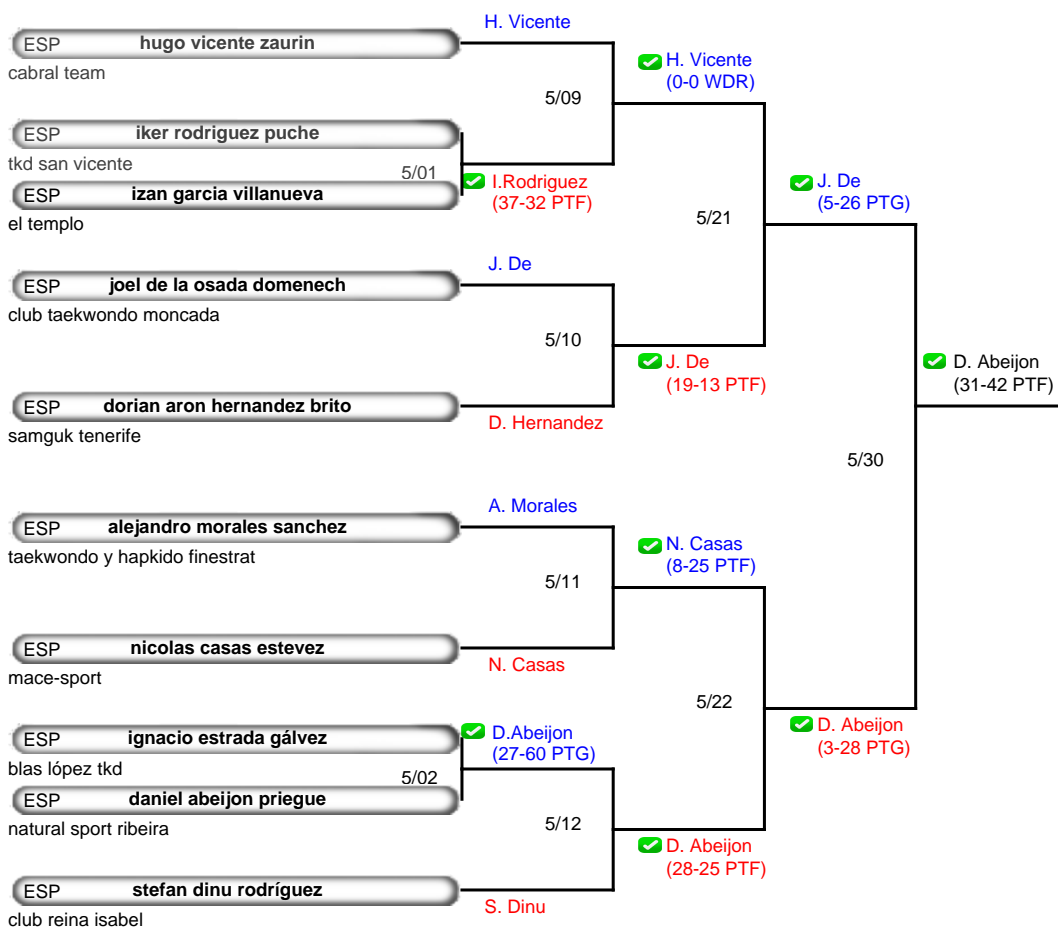 H. Vicente
ESP hugo vicente zaurin
cabral team
H. Vicente
(0-0 WDR)
5/09
ESP iker rodriguez puche
tkd san vicente
5/01
I.Rodriguez
(37-32 PTF)
ESP izan garcia villanueva
el templo
J. De
(5-26 PTG)
5/21
J. De
ESP joel de la osada domenech
club taekwondo moncada
5/10
J. De
(19-13 PTF)
D. Abeijon
(31-42 PTF)
ESP dorian aron hernandez brito
samguk tenerife
D. Hernandez
5/30
A. Morales
ESP alejandro morales sanchez
taekwondo y hapkido finestrat
N. Casas
(8-25 PTF)
5/11
ESP nicolas casas estevez
mace-sport
N. Casas
5/22
D. Abeijon
(3-28 PTG)
ESP ignacio estrada gálvez
blas lópez tkd
D.Abeijon
(27-60 PTG)
5/02
ESP daniel abeijon priegue
natural sport ribeira
5/12
D. Abeijon
(28-25 PTF)
ESP stefan dinu rodríguez
club reina isabel
S. Dinu